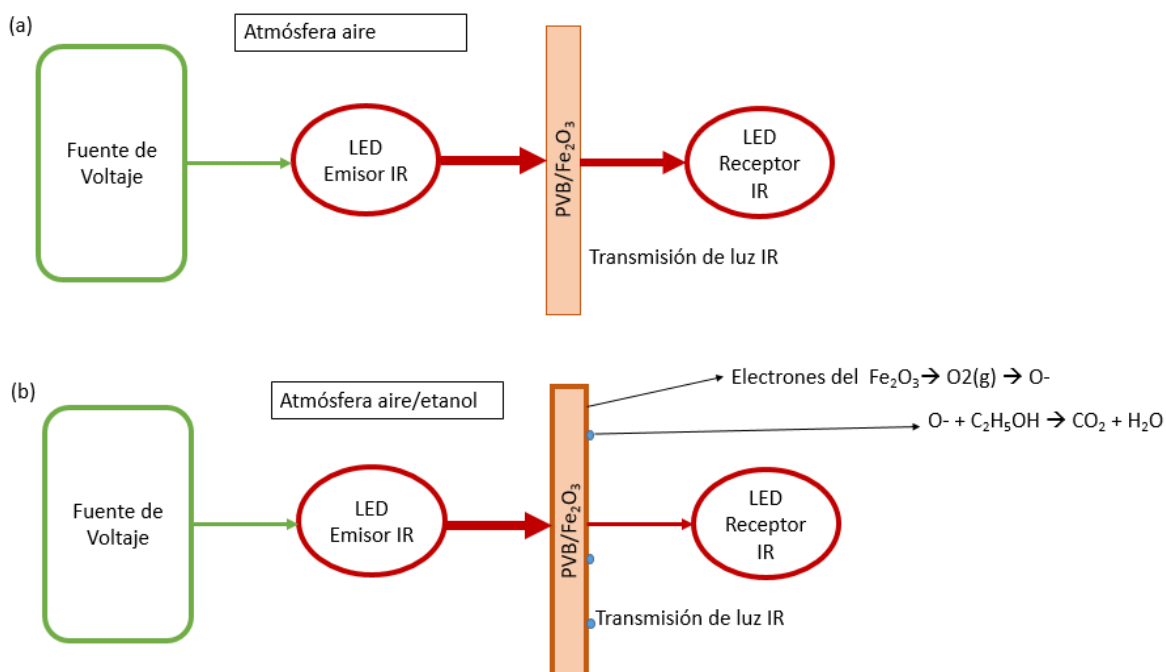 (a)
Atmósfera aire
Fuente de
Voltaje
LED
Emisor IR
PVB/Fe₂O₃
LED
Receptor
IR
Transmisión de luz IR
(b)
Atmósfera aire/etanol
Electrones del Fe₂O₃→ O2(g) → O-
O- + C₂H₅OH → CO₂ + H₂O
Fuente de
Voltaje
LED
Emisor IR
PVB/Fe₂O₃
LED
Receptor
IR
Transmisión de luz IR